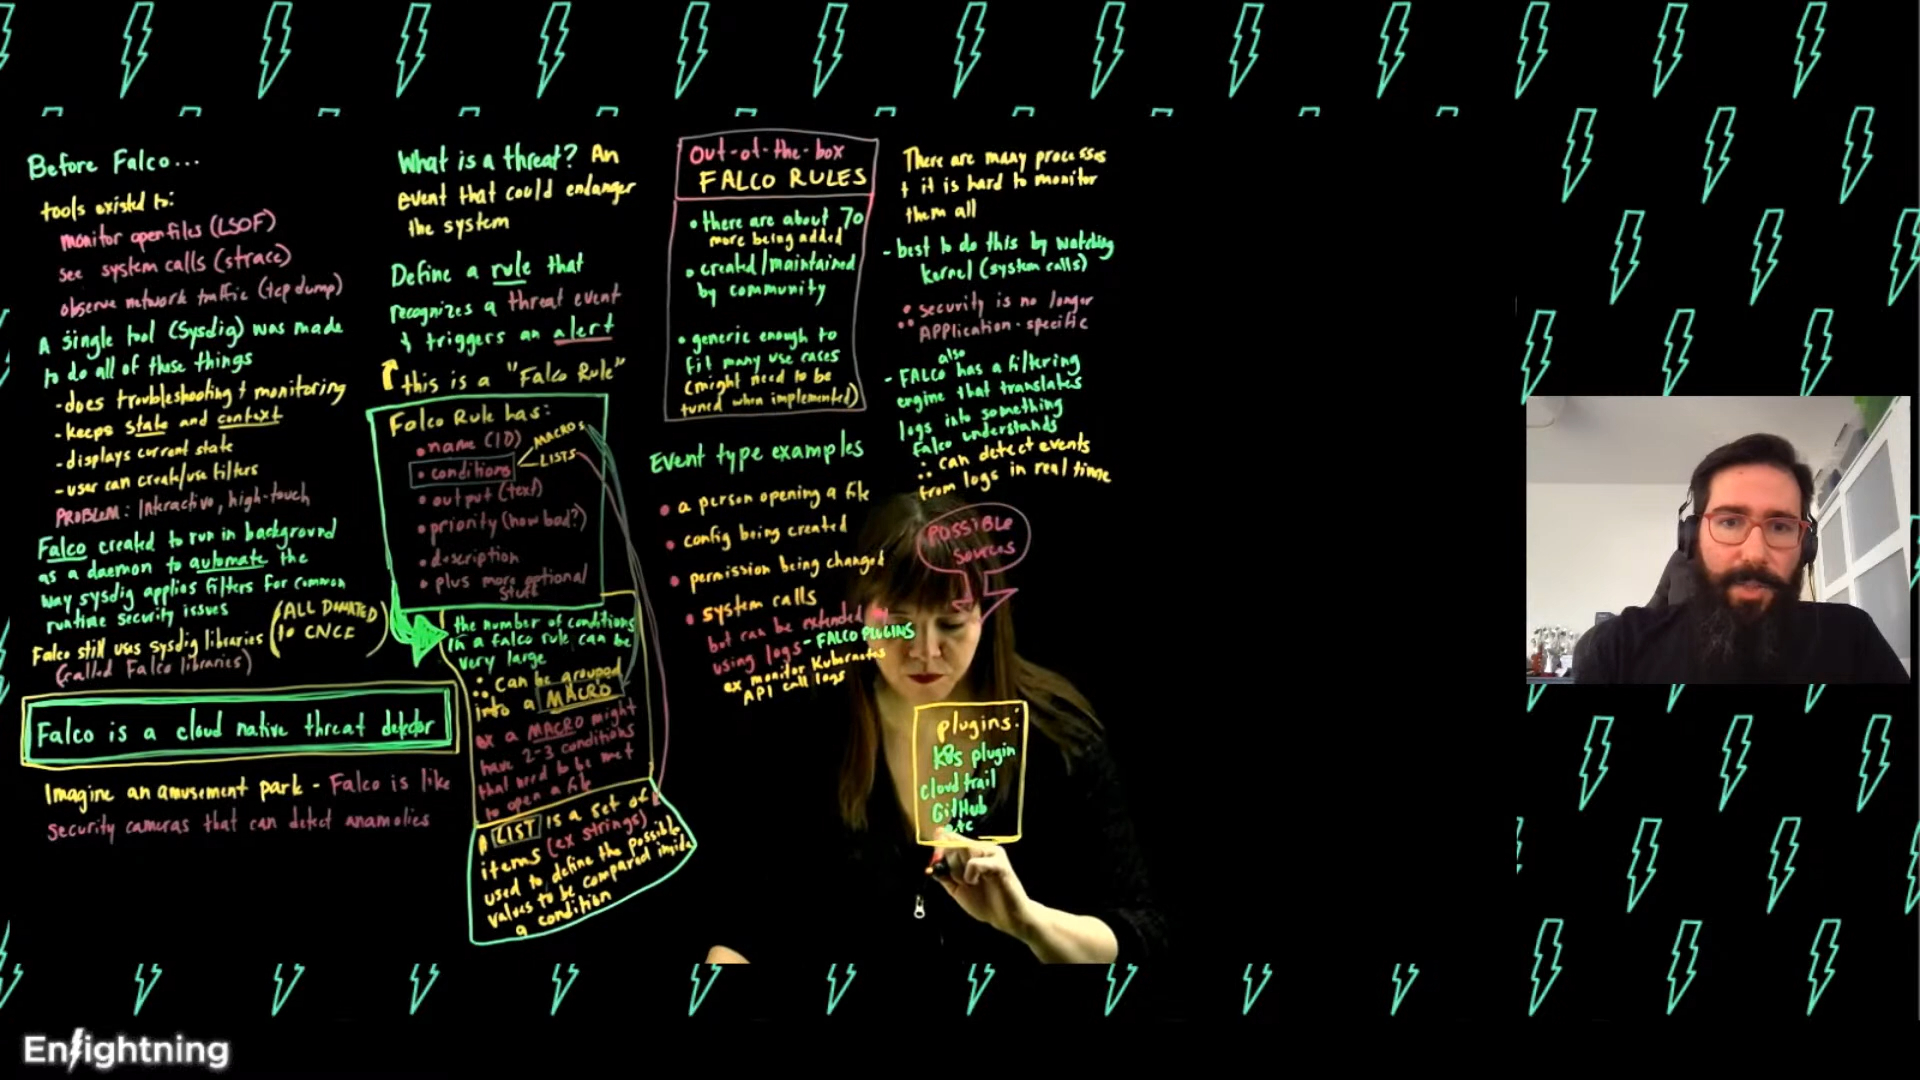 Before Falco...
tools existed to:
monitor open files (LSOF)
see system calls (strace)
observe network traffic (tcpdump)
A single tool (Sysdig) was made
to do all of these things
- does troubleshooting + monitoring
- keeps state and context
- displays current state
- user can create/use filters
PROBLEM: Interactive, high-touch
Falco created to run in background
as a daemon to automate the
way sysdig applies filters for common
runtime security issues
(ALL DONATED
to CNCF)
Falco still uses sysdig libraries
(called Falco libraries)
Falco is a cloud native threat detector
Imagine an amusement park - Falco is like
security cameras that can detect anamolies
What is a threat? An
event that could endanger
the system
Define a rule that
recognizes a threat event
& triggers an alert
this is a "Falco Rule"
Falco Rule has:
• name (ID)
• conditions
MACROS
LISTS
• output (text)
• priority (how bad?)
• description
• plus more optional
stuff
the number of conditions
in a falco rule can be
very large
∴ can be grouped
into a MACRO
ex a MACRO might
have 2-3 conditions
that need to be met
to open a file
A LIST is a set of
items (ex strings)
used to define the possible
values to be compared inside
a condition
Out-of-the-box
FALCO RULES
• there are about 70
more being added
• created/maintained
by community
• generic enough to
fit many use cases
(might need to be
tuned when implemented)
Event type examples
• a person opening a file
• config being created
• permission being changed
• system calls
but can be extended
using logs - FALCO PLUGINS
ex monitor Kubernetes
API call logs
There are many processes
+ it is hard to monitor
them all
- best to do this by watching
kernel (system calls)
• security is no longer
APPlication-specific
- FALCO also has a filtering
engine that translates
logs into something
Falco understands
∴ can detect events
from logs in real time
POSSIBLE
Sources
plugins:
k8s plugin
cloudtrail
GitHub
etc
Enlightning